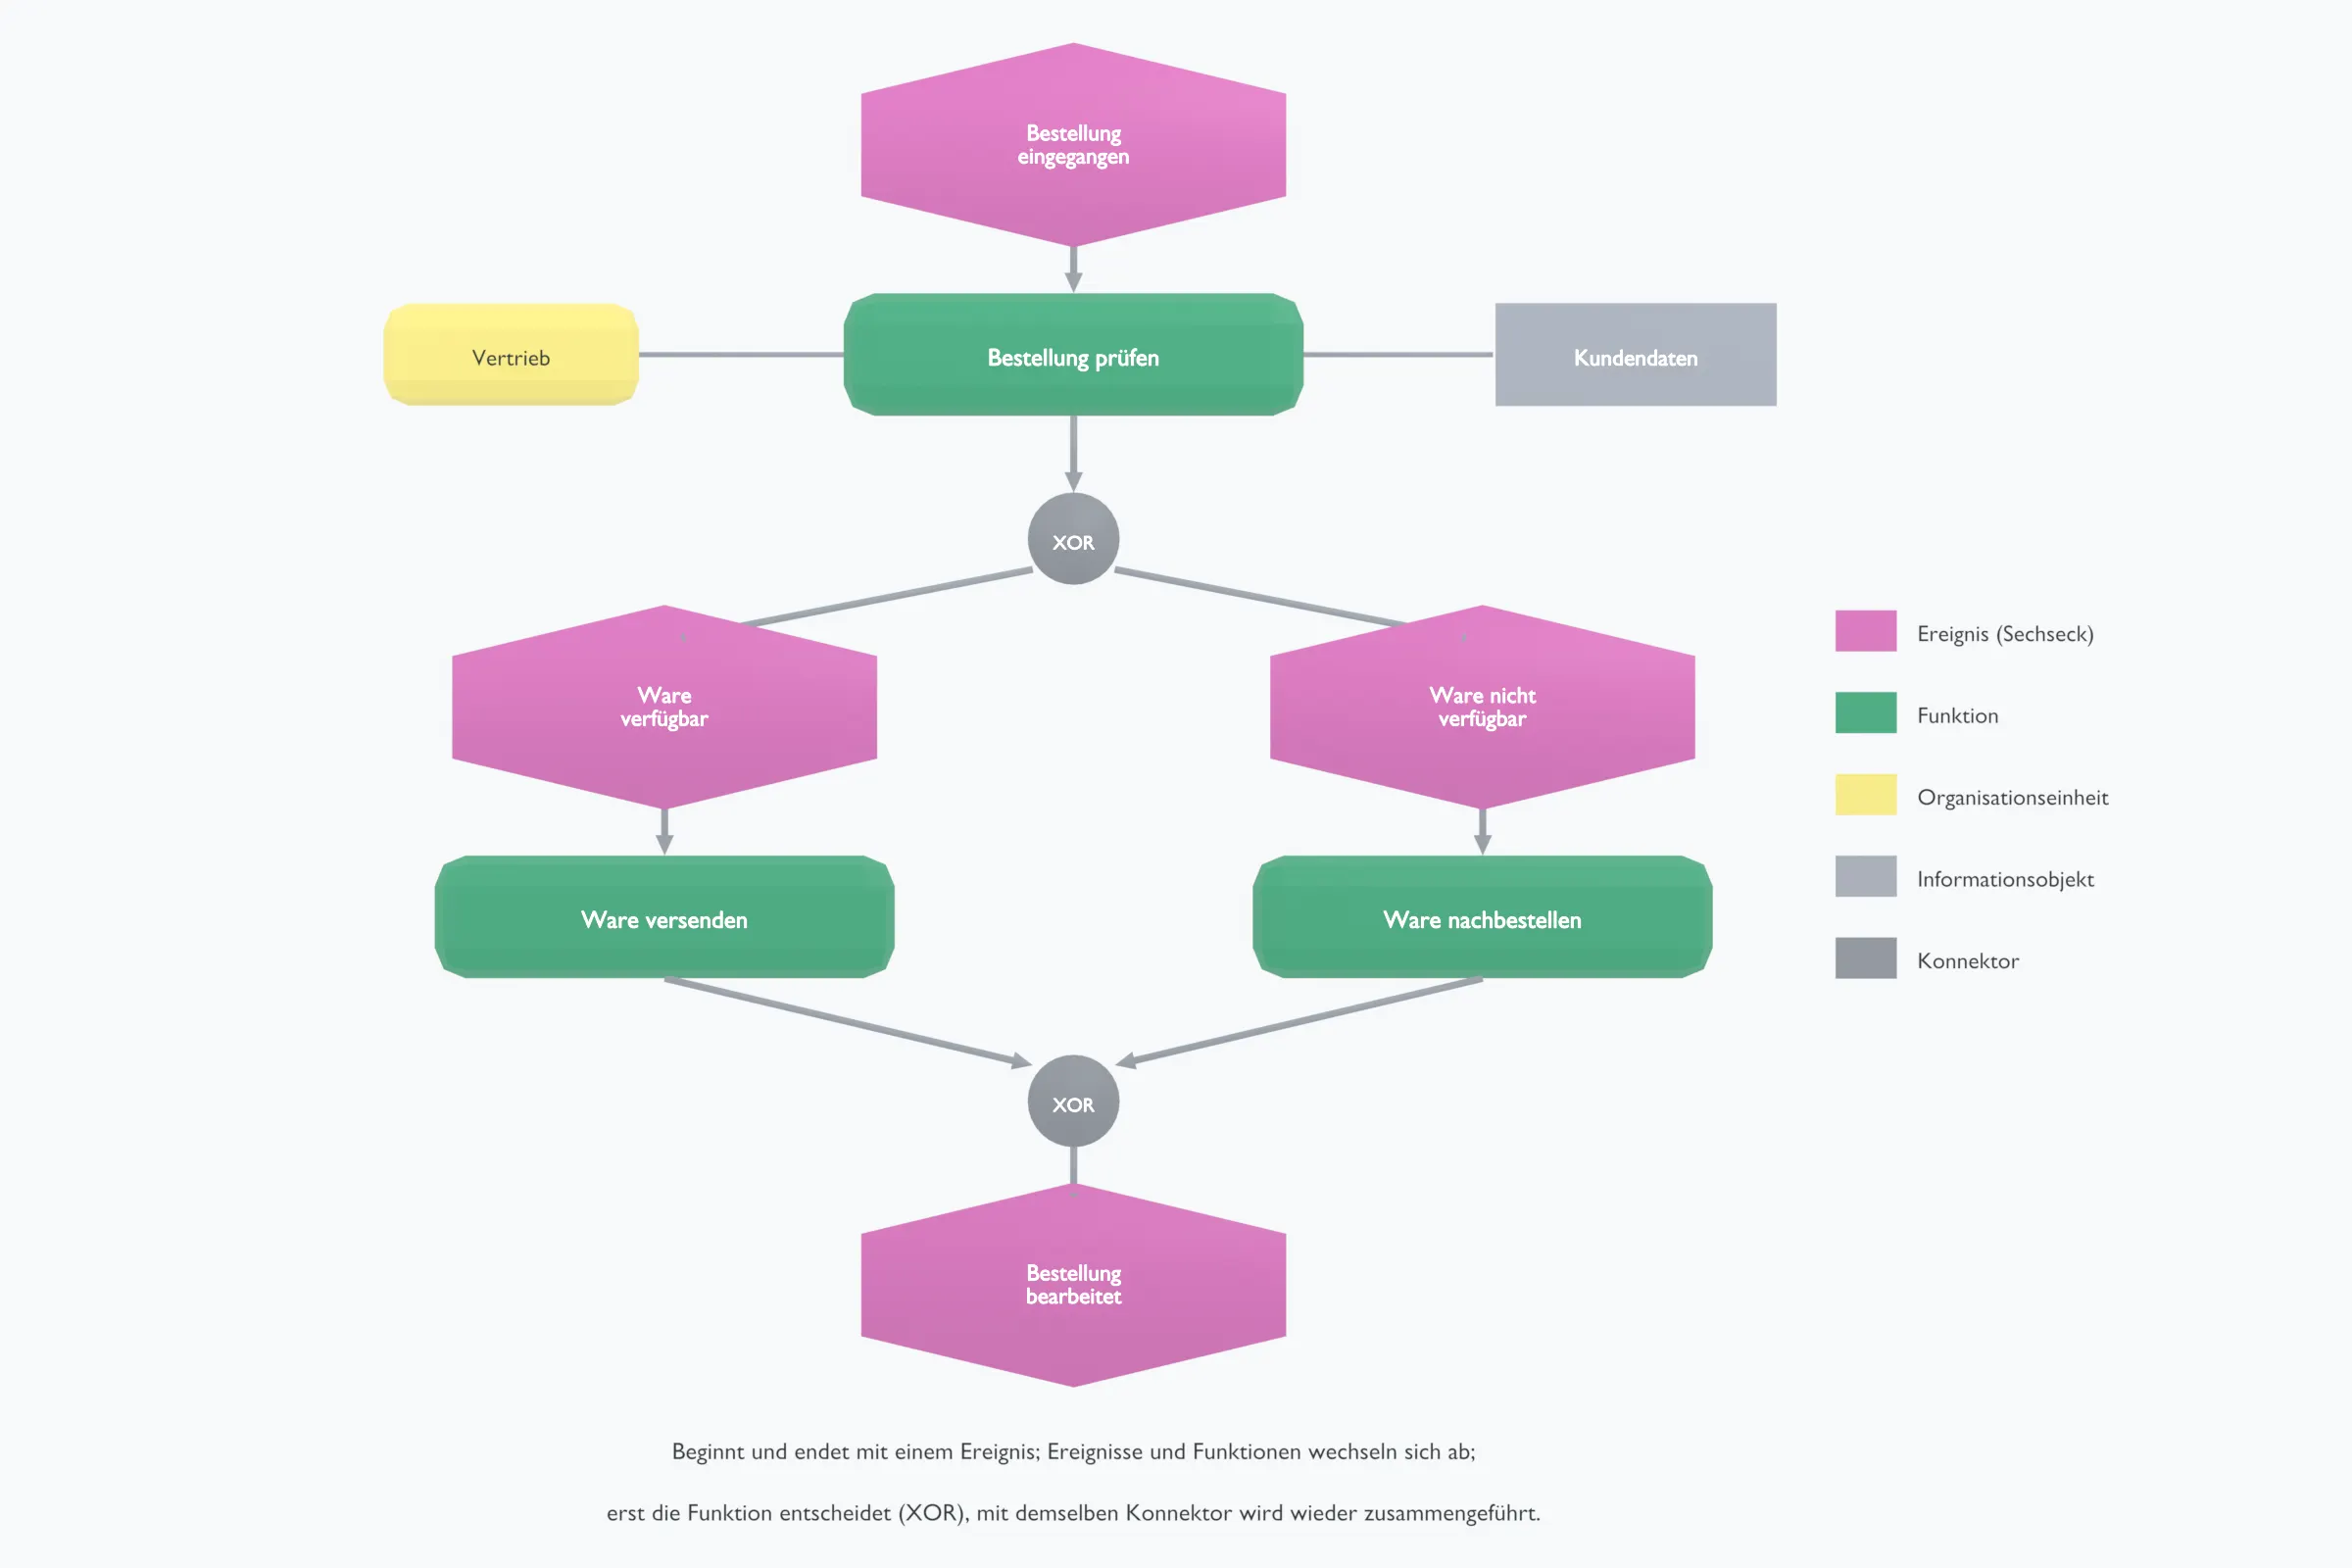 Bestellung
eingegangen
Vertrieb
Bestellung prüfen
Kundendaten
XOR
Ware
verfügbar
Ware nicht
verfügbar
Ereignis (Sechseck)
Funktion
Organisationseinheit
Informationsobjekt
Konnektor
Ware versenden
Ware nachbestellen
XOR
Bestellung
bearbeitet
Beginnt und endet mit einem Ereignis; Ereignisse und Funktionen wechseln sich ab;
erst die Funktion entscheidet (XOR), mit demselben Konnektor wird wieder zusammengeführt.